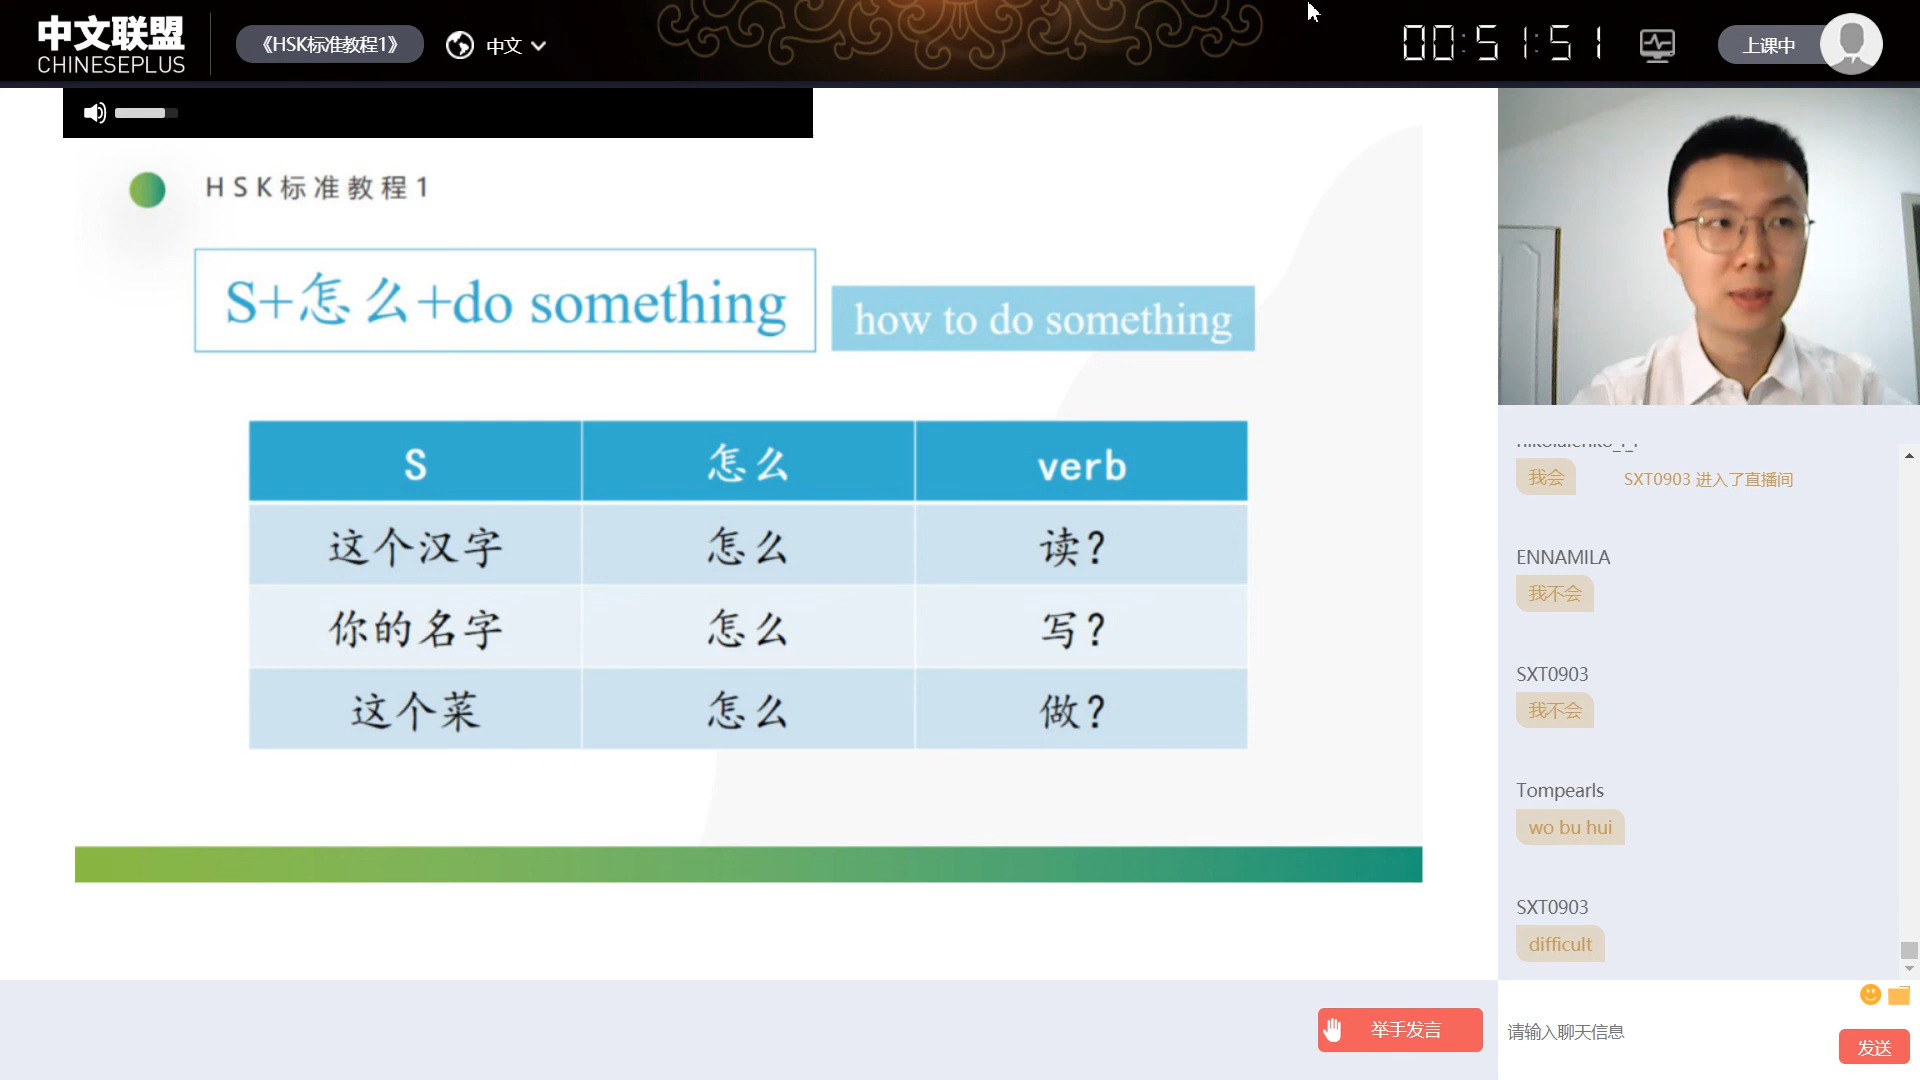 中文联盟
CHINESEPLUS
《HSK标准教程1》
中文
00:51:51
上课中
HSK标准教程1
S+怎么+do something
how to do something
S 怎么 verb
这个汉字 怎么 读?
你的名字 怎么 写?
这个菜 怎么 做?
我会
SXT0903 进入了直播间
ENNAMILA
我不会
SXT0903
我不会
Tompearls
wo bu hui
SXT0903
difficult
举手发言
请输入聊天信息
发送